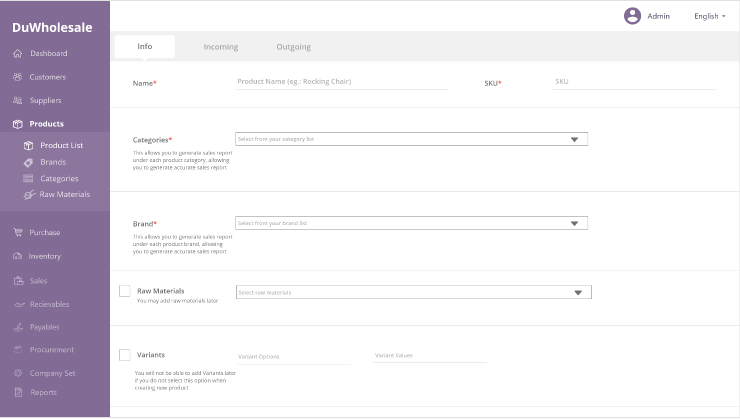 DuWholesale
Dashboard
Customers
Suppliers
Products
Product List
Brands
Categories
Raw Materials
Purchase
Inventory
Sales
Recievables
Payables
Procurement
Company Set
Reports
Admin English
Info Incoming Outgoing
Name* Product Name (eg.: Rocking Chair) SKU* SKU
Categories* Select from your category list
This allows you to generate sales report
under each product category, allowing
you to generate accurate sales report
Brand* Select from your brand list
This allows you to generate sales report
under each product brand, allowing
you to generate accurate sales report
Raw Materials Select raw materials
You may add raw materials later
Variants Variant Options Variant Values
You will not be able to add Variants later
if you do not select this option when
creating new product